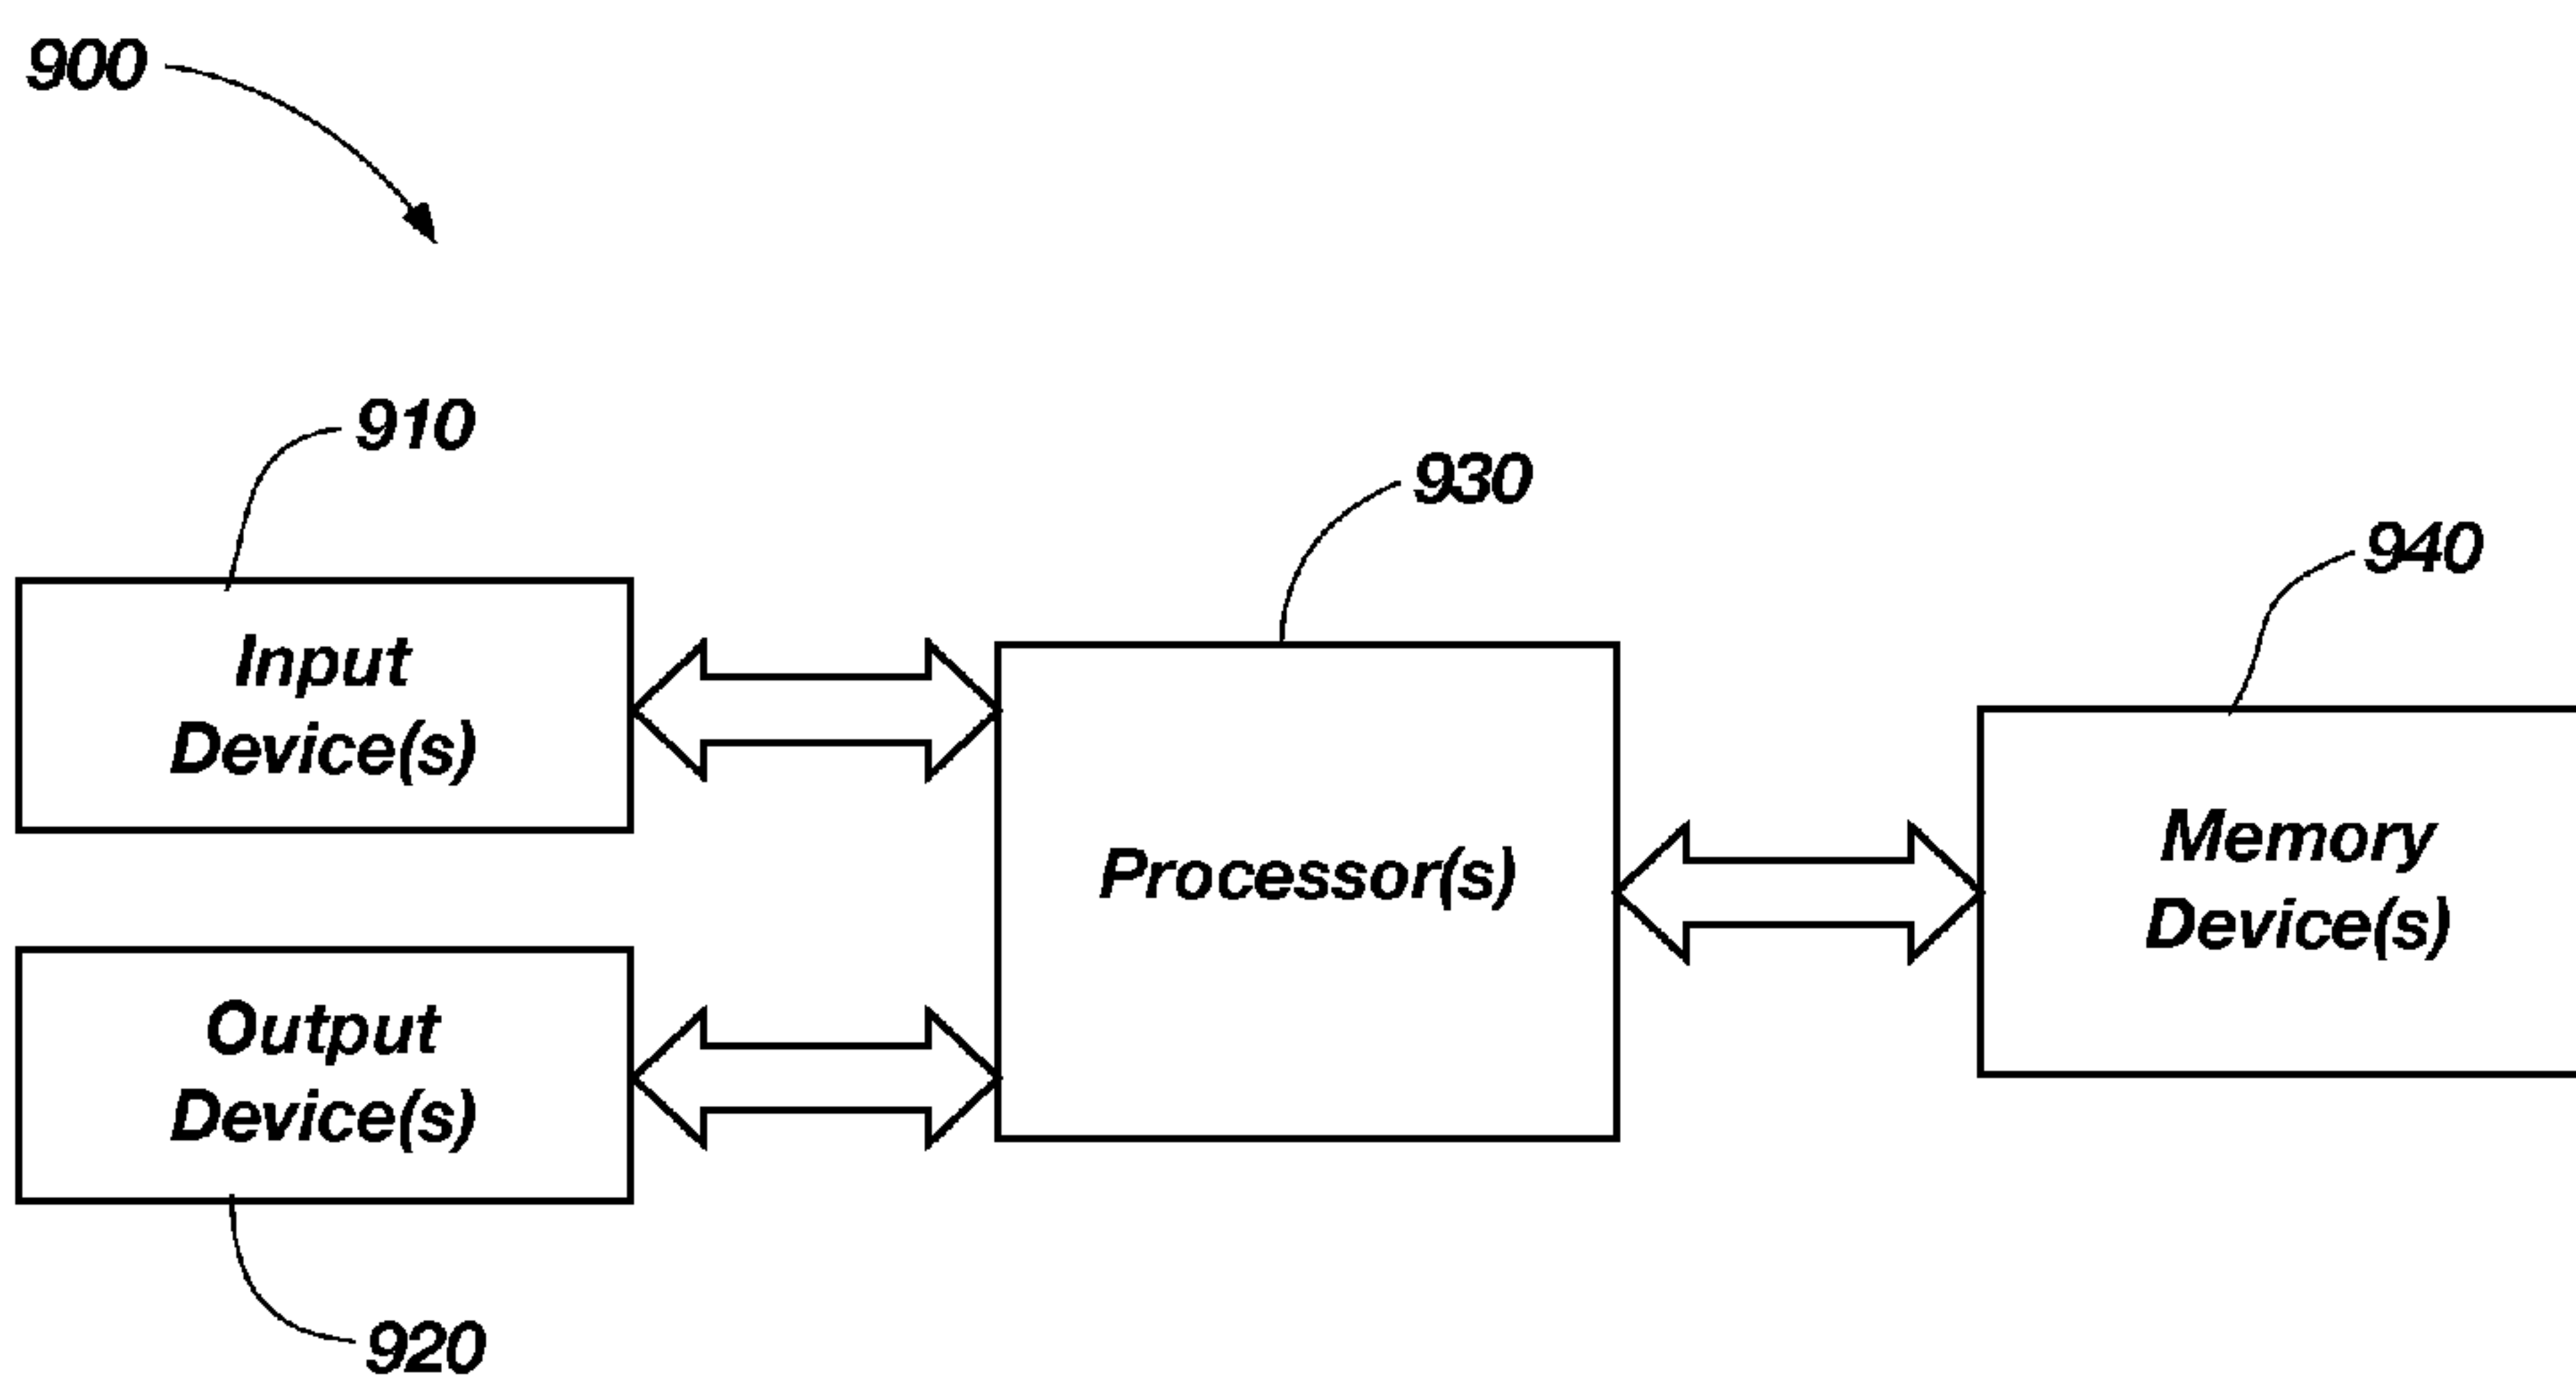 900
910
930
940
Input
Device(s)
Processor(s)
Memory
Device(s)
Output
Device(s)
920